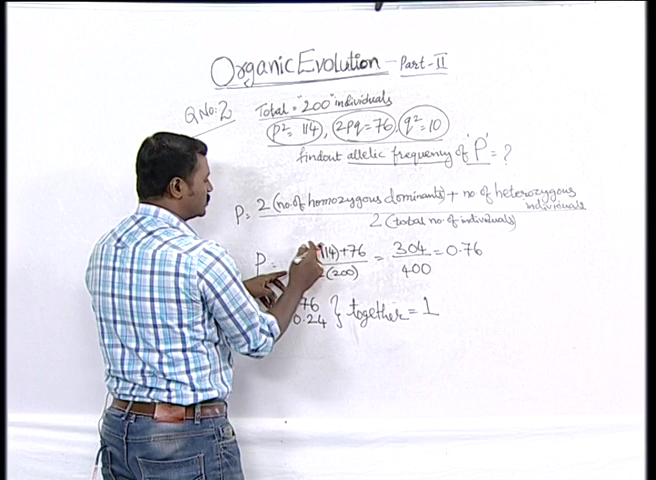 Organic Evolution - Part-II
Q No: 2
Total = "200" individuals
p² = 114, 2pq = 76, q² = 10
findout allelic frequency of 'P' = ?
P = 2 (no. of homozygous dominants) + no of heterozygous individuals
2 (total no. of individuals)
P = 114) + 76 = 304 = 0.76
(200) 400
76
0.24 } together = 1